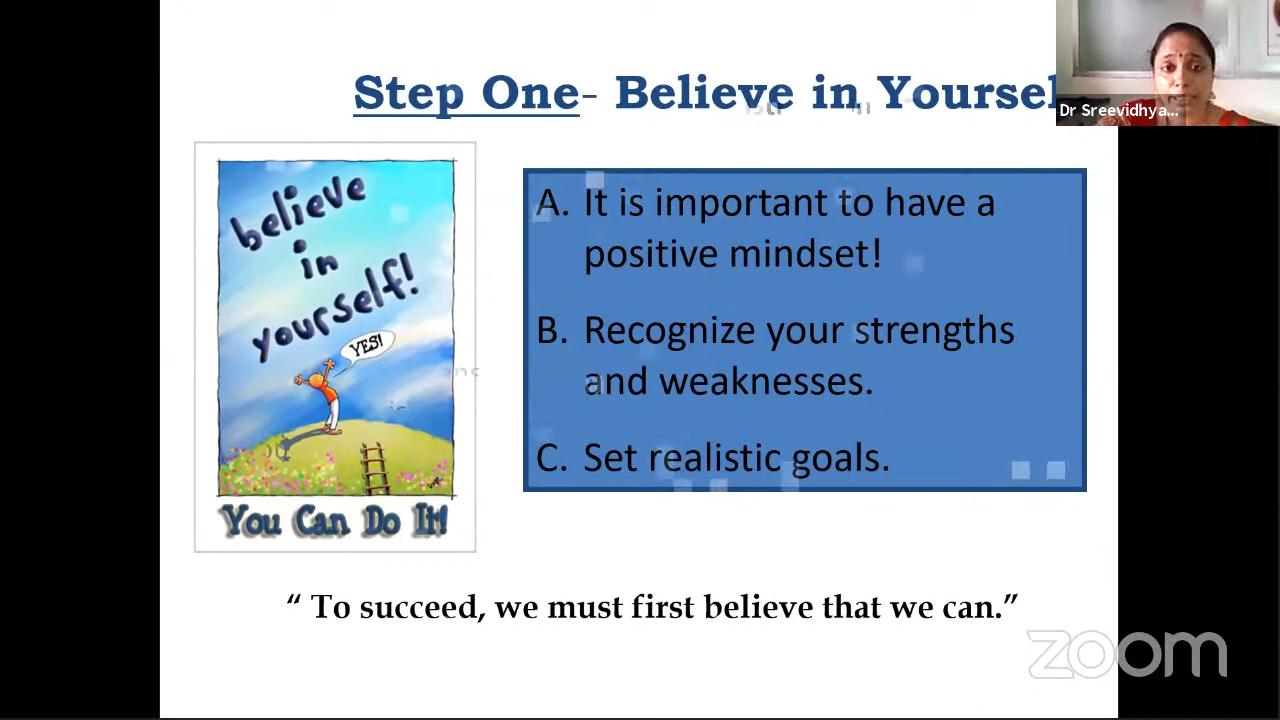 Step One- Believe in Yoursel
Dr Sreevidhya...
believe
in
yourself!
YES!
You Can Do It!
A. It is important to have a
positive mindset!
B. Recognize your strengths
and weaknesses.
C. Set realistic goals.
“ To succeed, we must first believe that we can.”
zoom